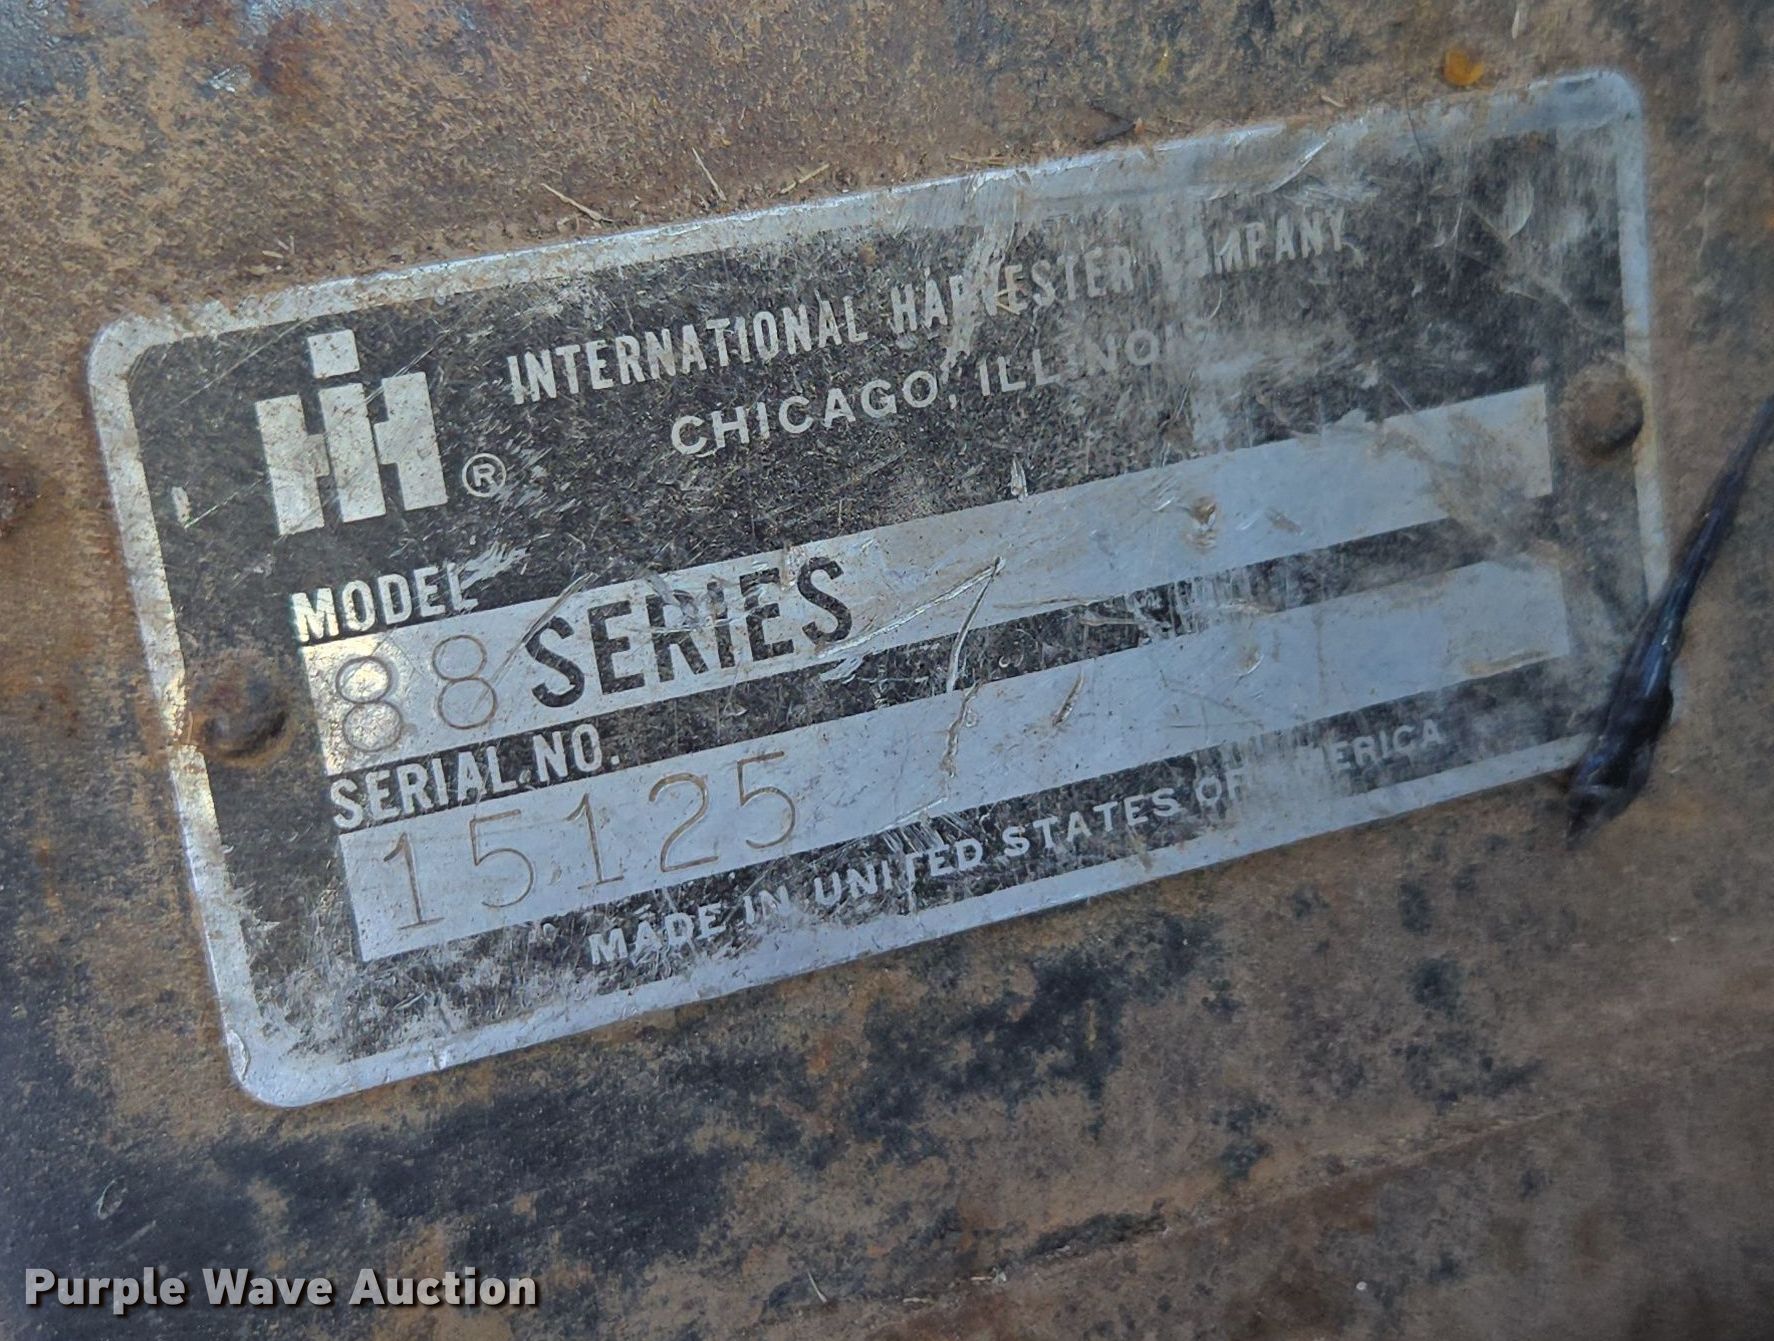 IH ®
INTERNATIONAL HARVESTER COMPANY
CHICAGO, ILLINOIS
MODEL
88 SERIES
SERIAL NO.
15125
MADE IN UNITED STATES OF AMERICA
Purple Wave Auction